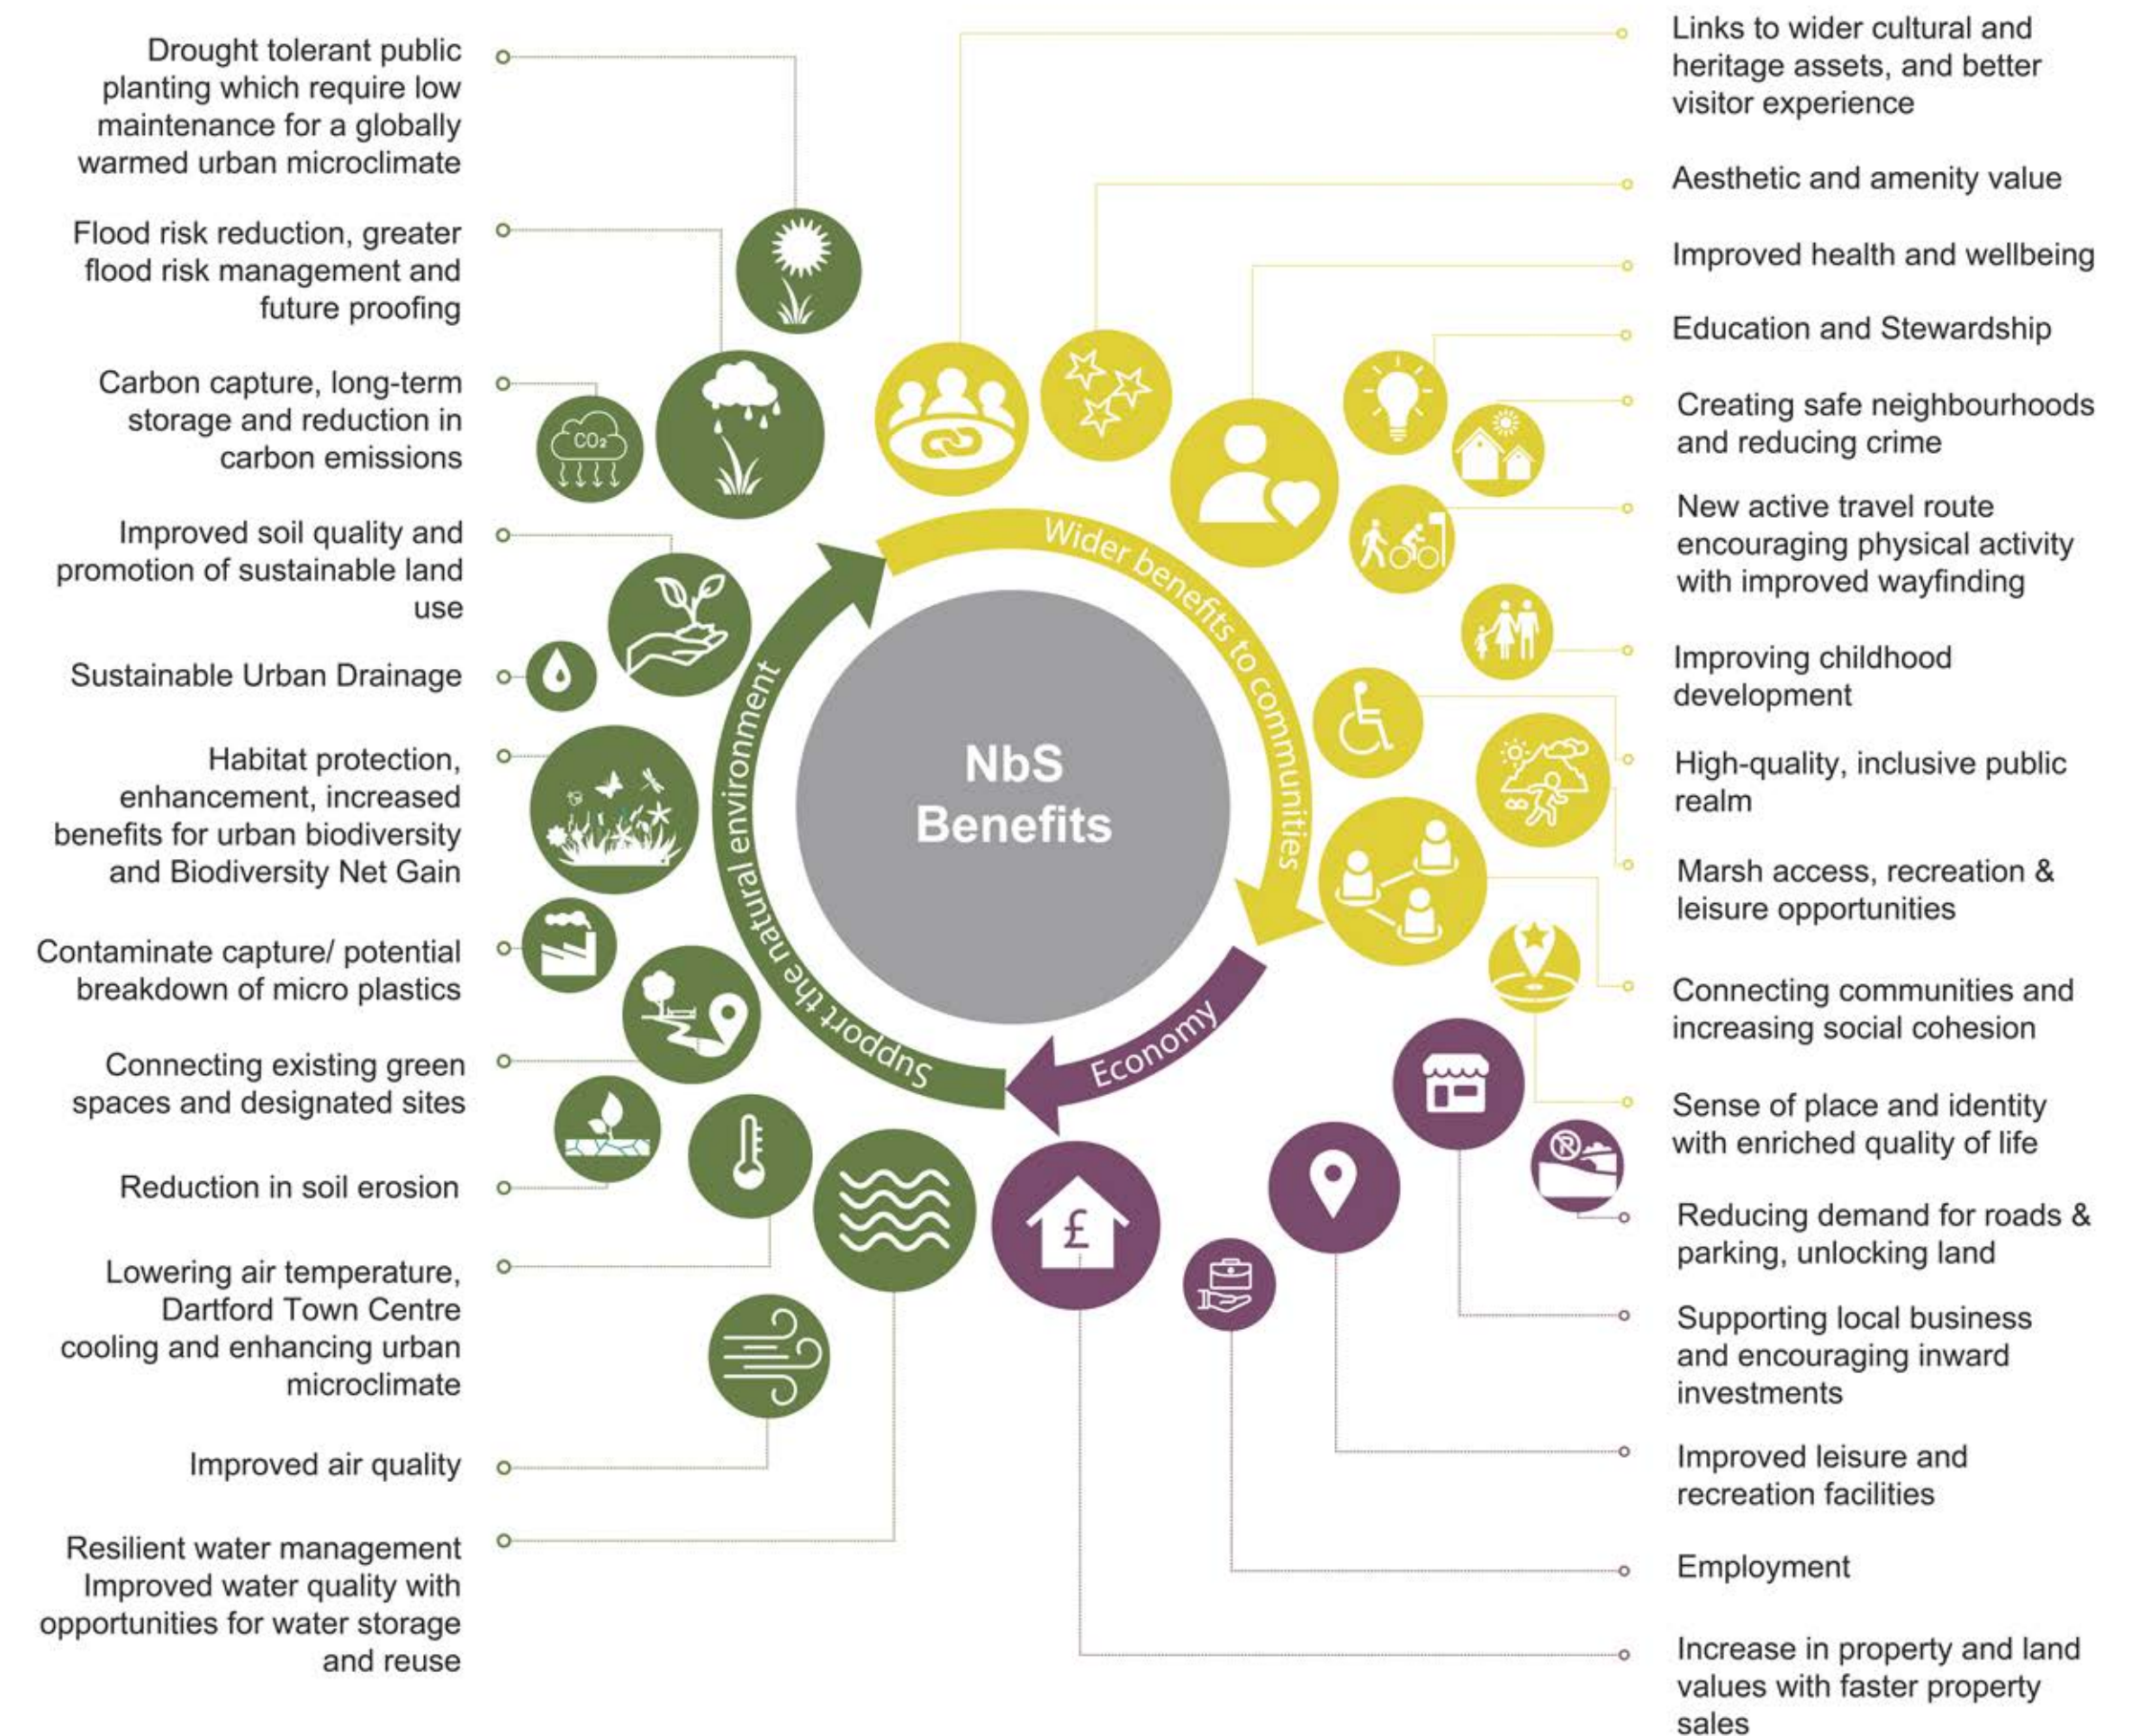 Drought tolerant public
planting which require low
maintenance for a globally
warmed urban microclimate
Flood risk reduction, greater
flood risk management and
future proofing
Carbon capture, long-term
storage and reduction in
carbon emissions
Improved soil quality and
promotion of sustainable land
use
Sustainable Urban Drainage
Habitat protection,
enhancement, increased
benefits for urban biodiversity
and Biodiversity Net Gain
Contaminate capture/ potential
breakdown of micro plastics
Connecting existing green
spaces and designated sites
Reduction in soil erosion
Lowering air temperature,
Dartford Town Centre
cooling and enhancing urban
microclimate
Improved air quality
Resilient water management
Improved water quality with
opportunities for water storage
and reuse
CO₂
Support the natural environment
Wider benefits to communities
Economy
NbS
Benefits
£
R
Links to wider cultural and
heritage assets, and better
visitor experience
Aesthetic and amenity value
Improved health and wellbeing
Education and Stewardship
Creating safe neighbourhoods
and reducing crime
New active travel route
encouraging physical activity
with improved wayfinding
Improving childhood
development
High-quality, inclusive public
realm
Marsh access, recreation &
leisure opportunities
Connecting communities and
increasing social cohesion
Sense of place and identity
with enriched quality of life
Reducing demand for roads &
parking, unlocking land
Supporting local business
and encouraging inward
investments
Improved leisure and
recreation facilities
Employment
Increase in property and land
values with faster property
sales